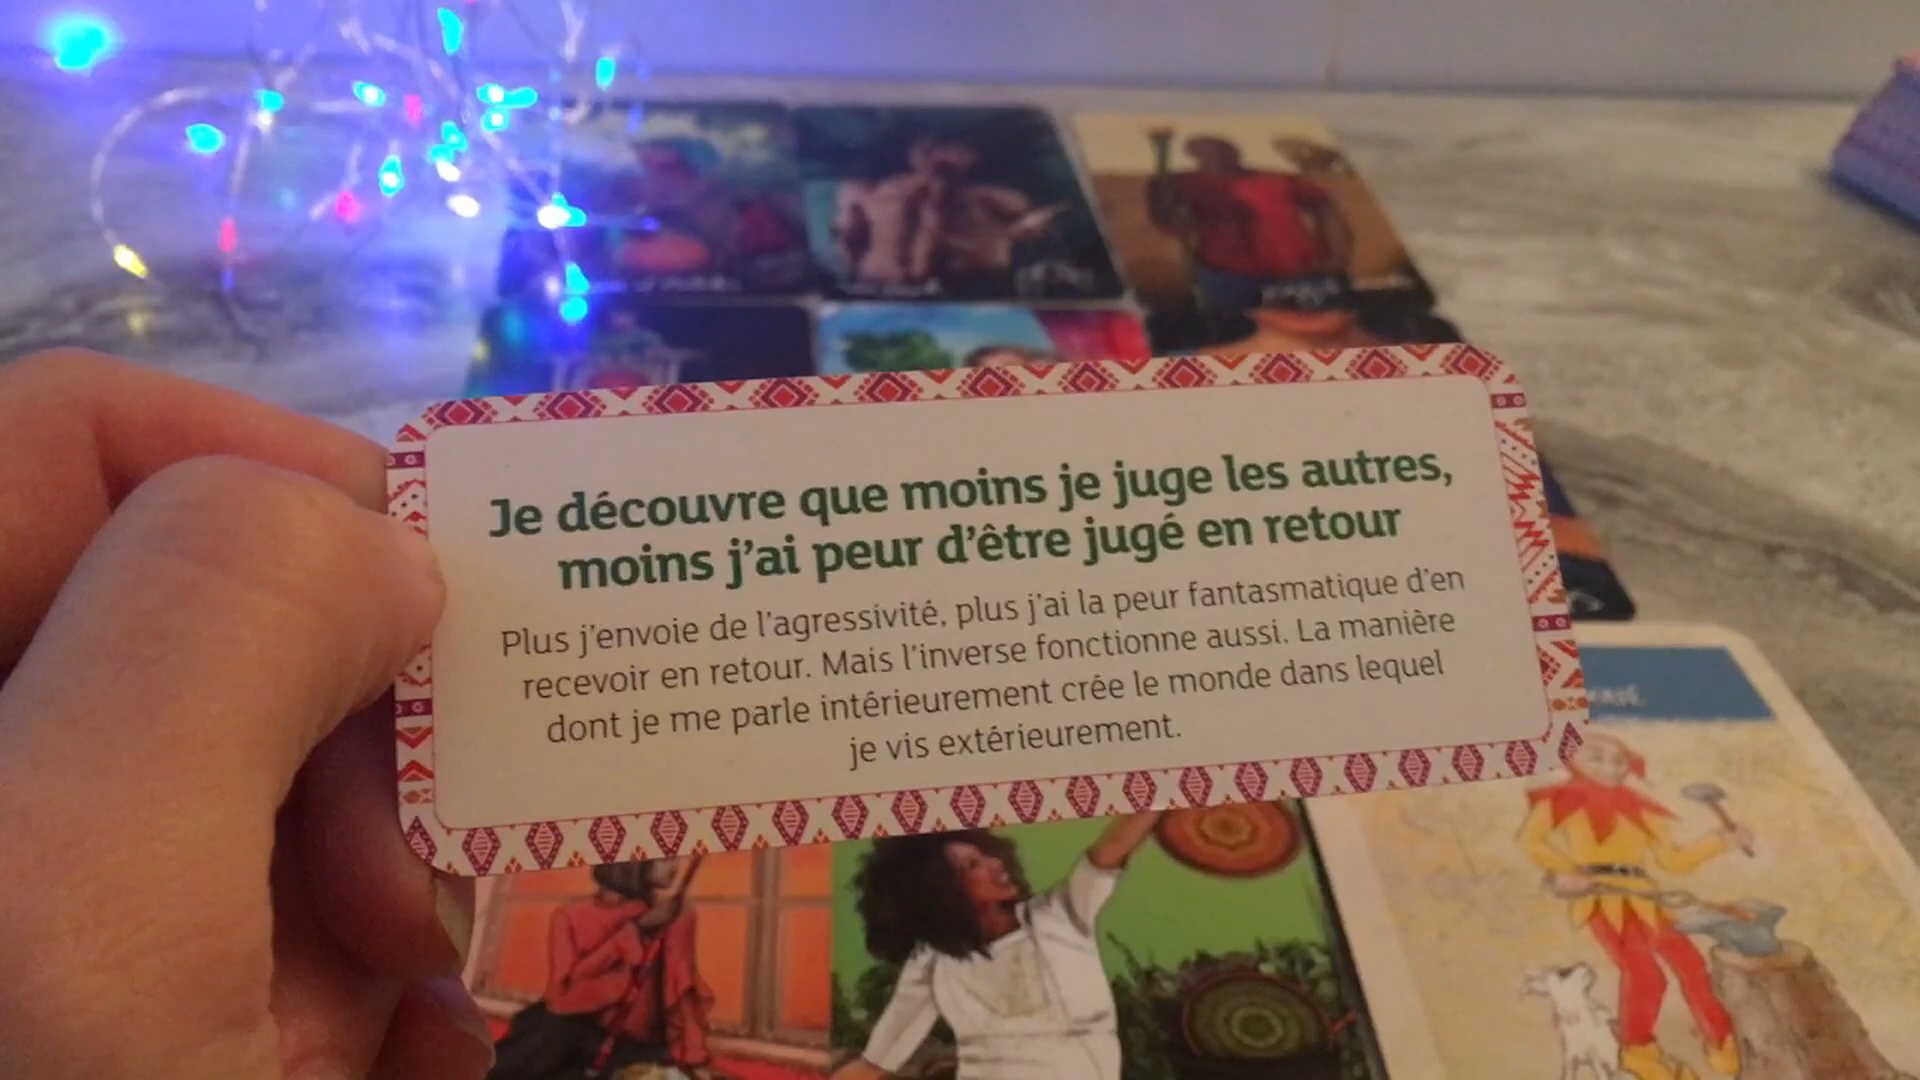 Je découvre que moins je juge les autres,
moins j'ai peur d'être jugé en retour
Plus j'envoie de l'agressivité, plus j'ai la peur fantasmatique d'en
recevoir en retour. Mais l'inverse fonctionne aussi. La manière
dont je me parle intérieurement crée le monde dans lequel
je vis extérieurement.